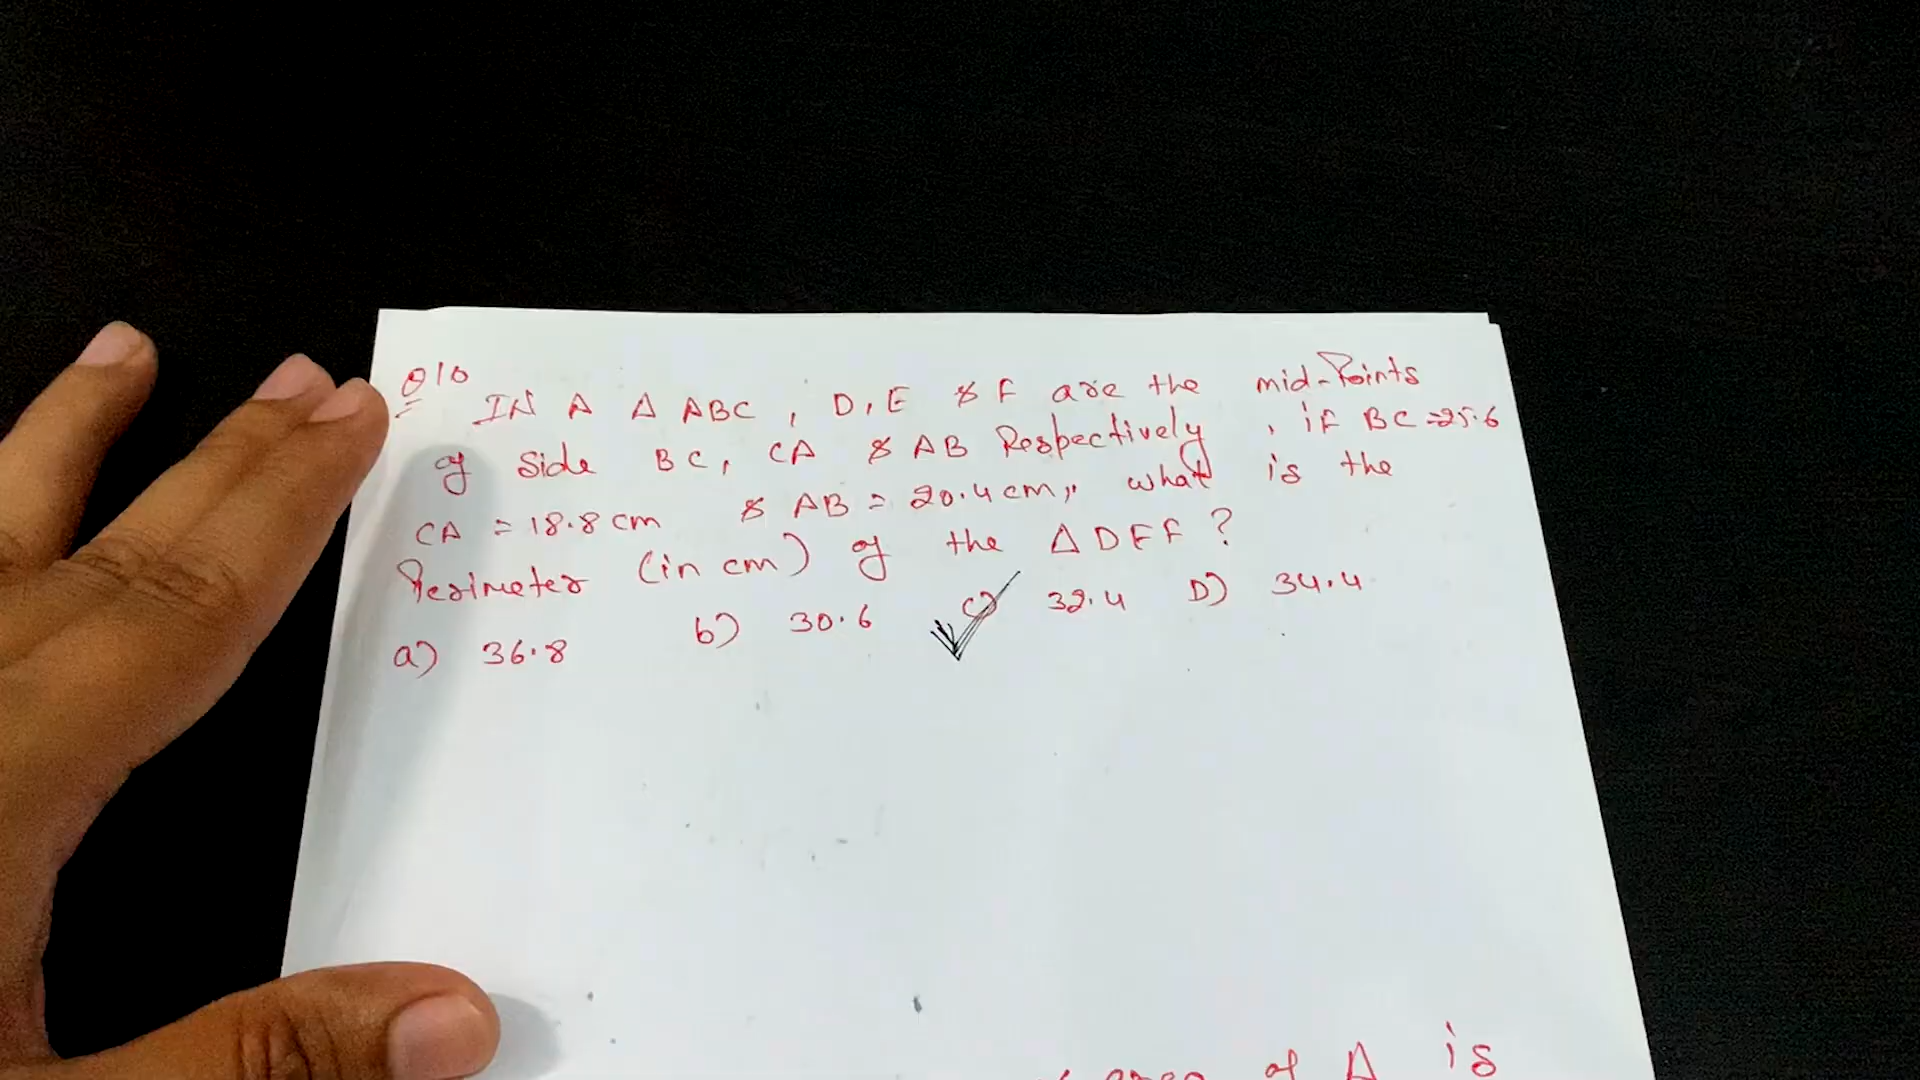 Q10 IN A Δ ABC, D, E & F are the mid-Points
of side BC, CA & AB Respectively, if BC = 25.6
CA = 18.8 cm & AB = 20.4 cm, what is the
Perimeter (in cm) of the Δ DEF ?
a) 36.8 b) 30.6 c) 32.4 D) 34.4
of Δ is